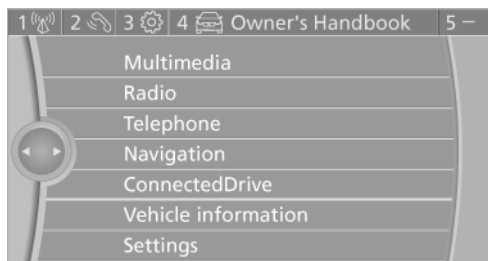 1 2 3 4 Owner's Handbook 5 –
Multimedia
Radio
Telephone
Navigation
ConnectedDrive
Vehicle information
Settings